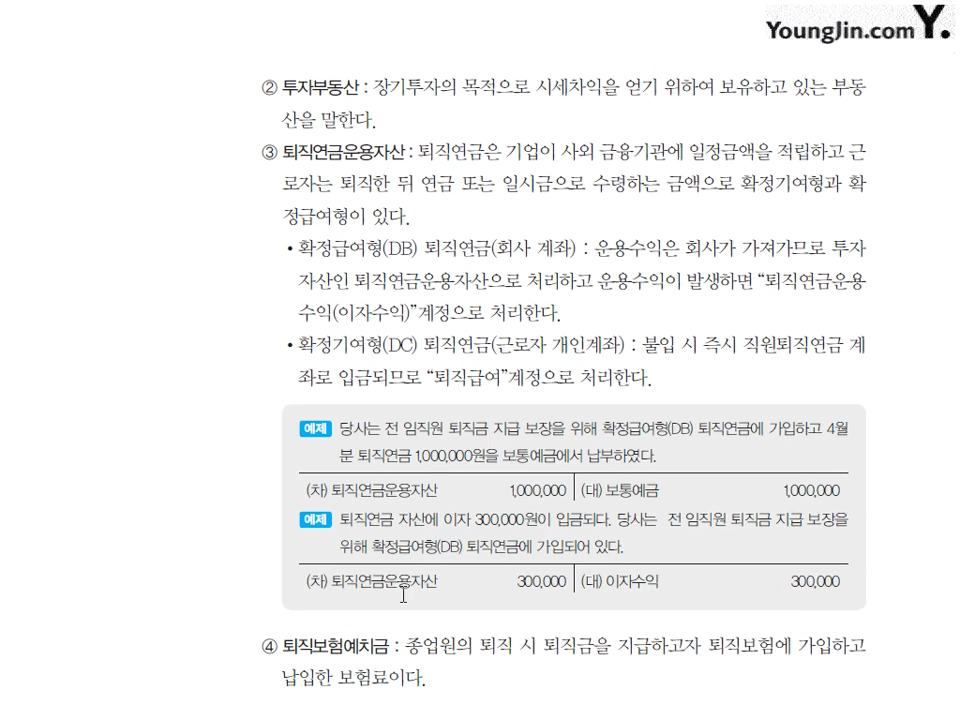 YoungJin.com Y.
② 투자부동산 : 장기투자의 목적으로 시세차익을 얻기 위하여 보유하고 있는 부동
산을 말한다.
③ 퇴직연금운용자산 : 퇴직연금은 기업이 사외 금융기관에 일정금액을 적립하고 근
로자는 퇴직한 뒤 연금 또는 일시금으로 수령하는 금액으로 확정기여형과 확
정급여형이 있다.
• 확정급여형(DB) 퇴직연금(회사 계좌) : 운용수익은 회사가 가져가므로 투자
자산인 퇴직연금운용자산으로 처리하고 운용수익이 발생하면 “퇴직연금운용
수익(이자수익)”계정으로 처리한다.
• 확정기여형(DC) 퇴직연금(근로자 개인계좌) : 불입 시 즉시 직원퇴직연금 계
좌로 입금되므로 “퇴직급여”계정으로 처리한다.
예제 당사는 전 임직원 퇴직금 지급 보장을 위해 확정급여형(DB) 퇴직연금에 가입하고 4월
분 퇴직연금 1,000,000원을 보통예금에서 납부하였다.
(차) 퇴직연금운용자산 1,000,000 (대) 보통예금 1,000,000
예제 퇴직연금 자산에 이자 300,000원이 입금되다. 당사는 전 임직원 퇴직금 지급 보장을
위해 확정급여형(DB) 퇴직연금에 가입되어 있다.
(차) 퇴직연금운용자산 300,000 (대) 이자수익 300,000
④ 퇴직보험예치금 : 종업원의 퇴직 시 퇴직금을 지급하고자 퇴직보험에 가입하고
납입한 보험료이다.